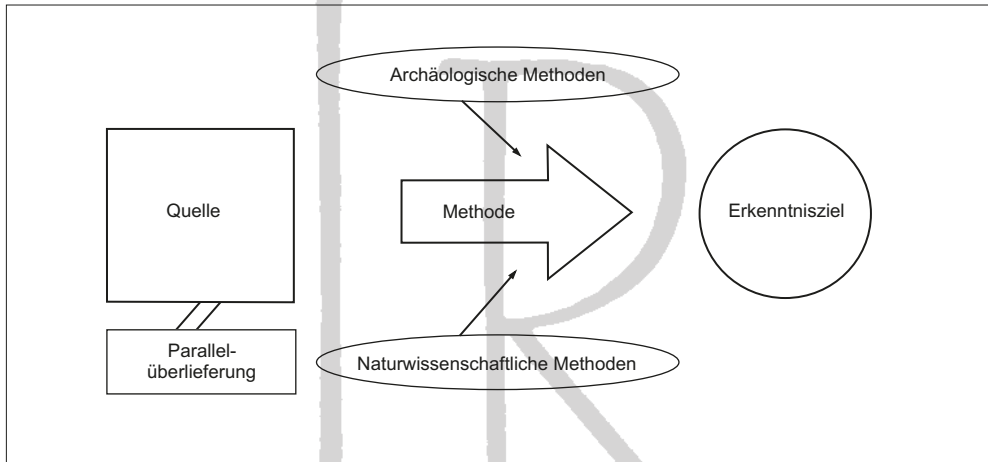 Archäologische Methoden
Quelle
Methode
Erkenntnisziel
Parallel-
überlieferung
Naturwissenschaftliche Methoden